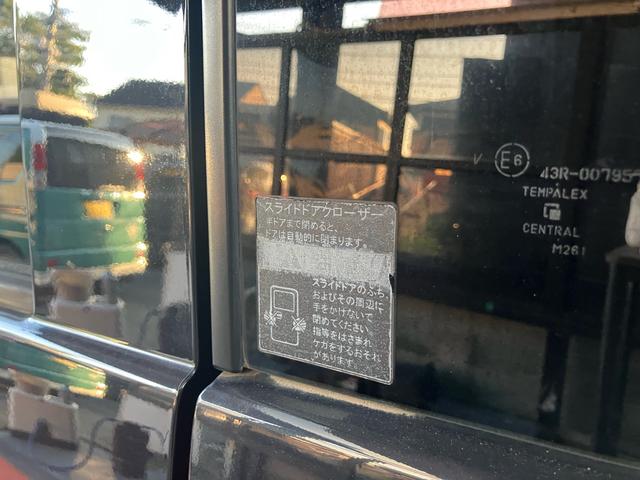 スライドドアクローザー
半ドアまで閉めると、
ドアは自動的に閉まります。
スライドドアのふち
およびその周辺に
手をかけないで
閉めてください。
指等をはさまれ
ケガをするおそれ
があります。
E6
43R-00795
TEMPALEX
CENTRAL
M261